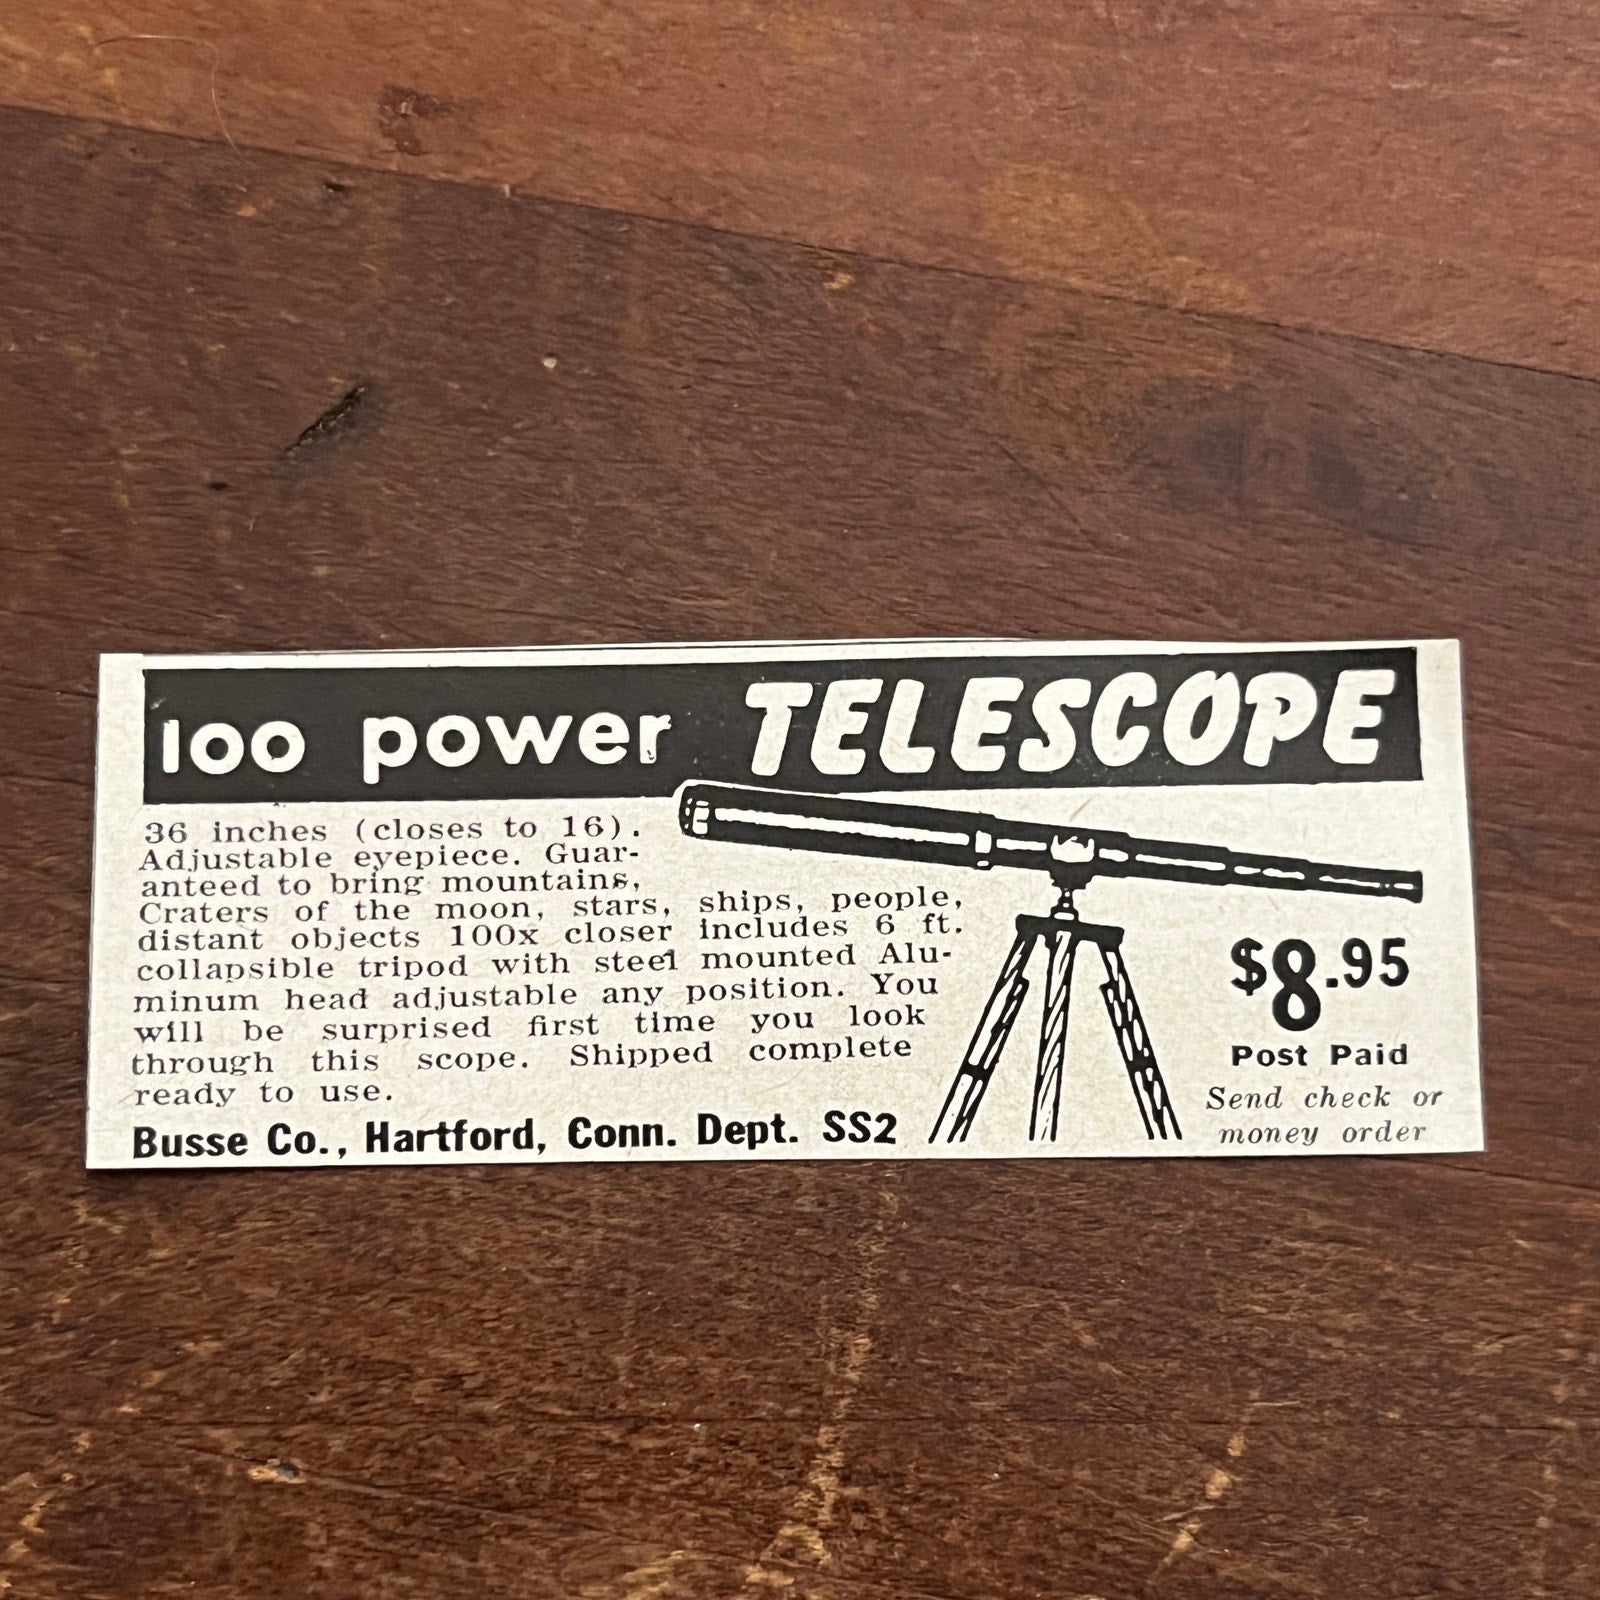 100 power TELESCOPE
36 inches (closes to 16).
Adjustable eyepiece. Guar-
anteed to bring mountains,
Craters of the moon, stars, ships, people,
distant objects 100x closer includes 6 ft.
collapsible tripod with steel mounted Alu-
minum head adjustable any position. You
will be surprised first time you look
through this scope. Shipped complete
ready to use.
Busse Co., Hartford, Conn. Dept. SS2
$8.95
Post Paid
Send check or
money order